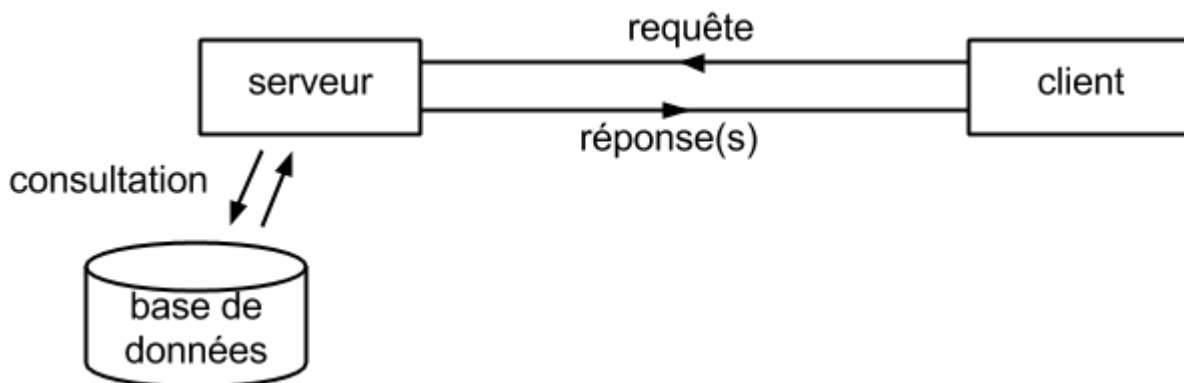 requête
serveur
client
réponse(s)
consultation
base de
données